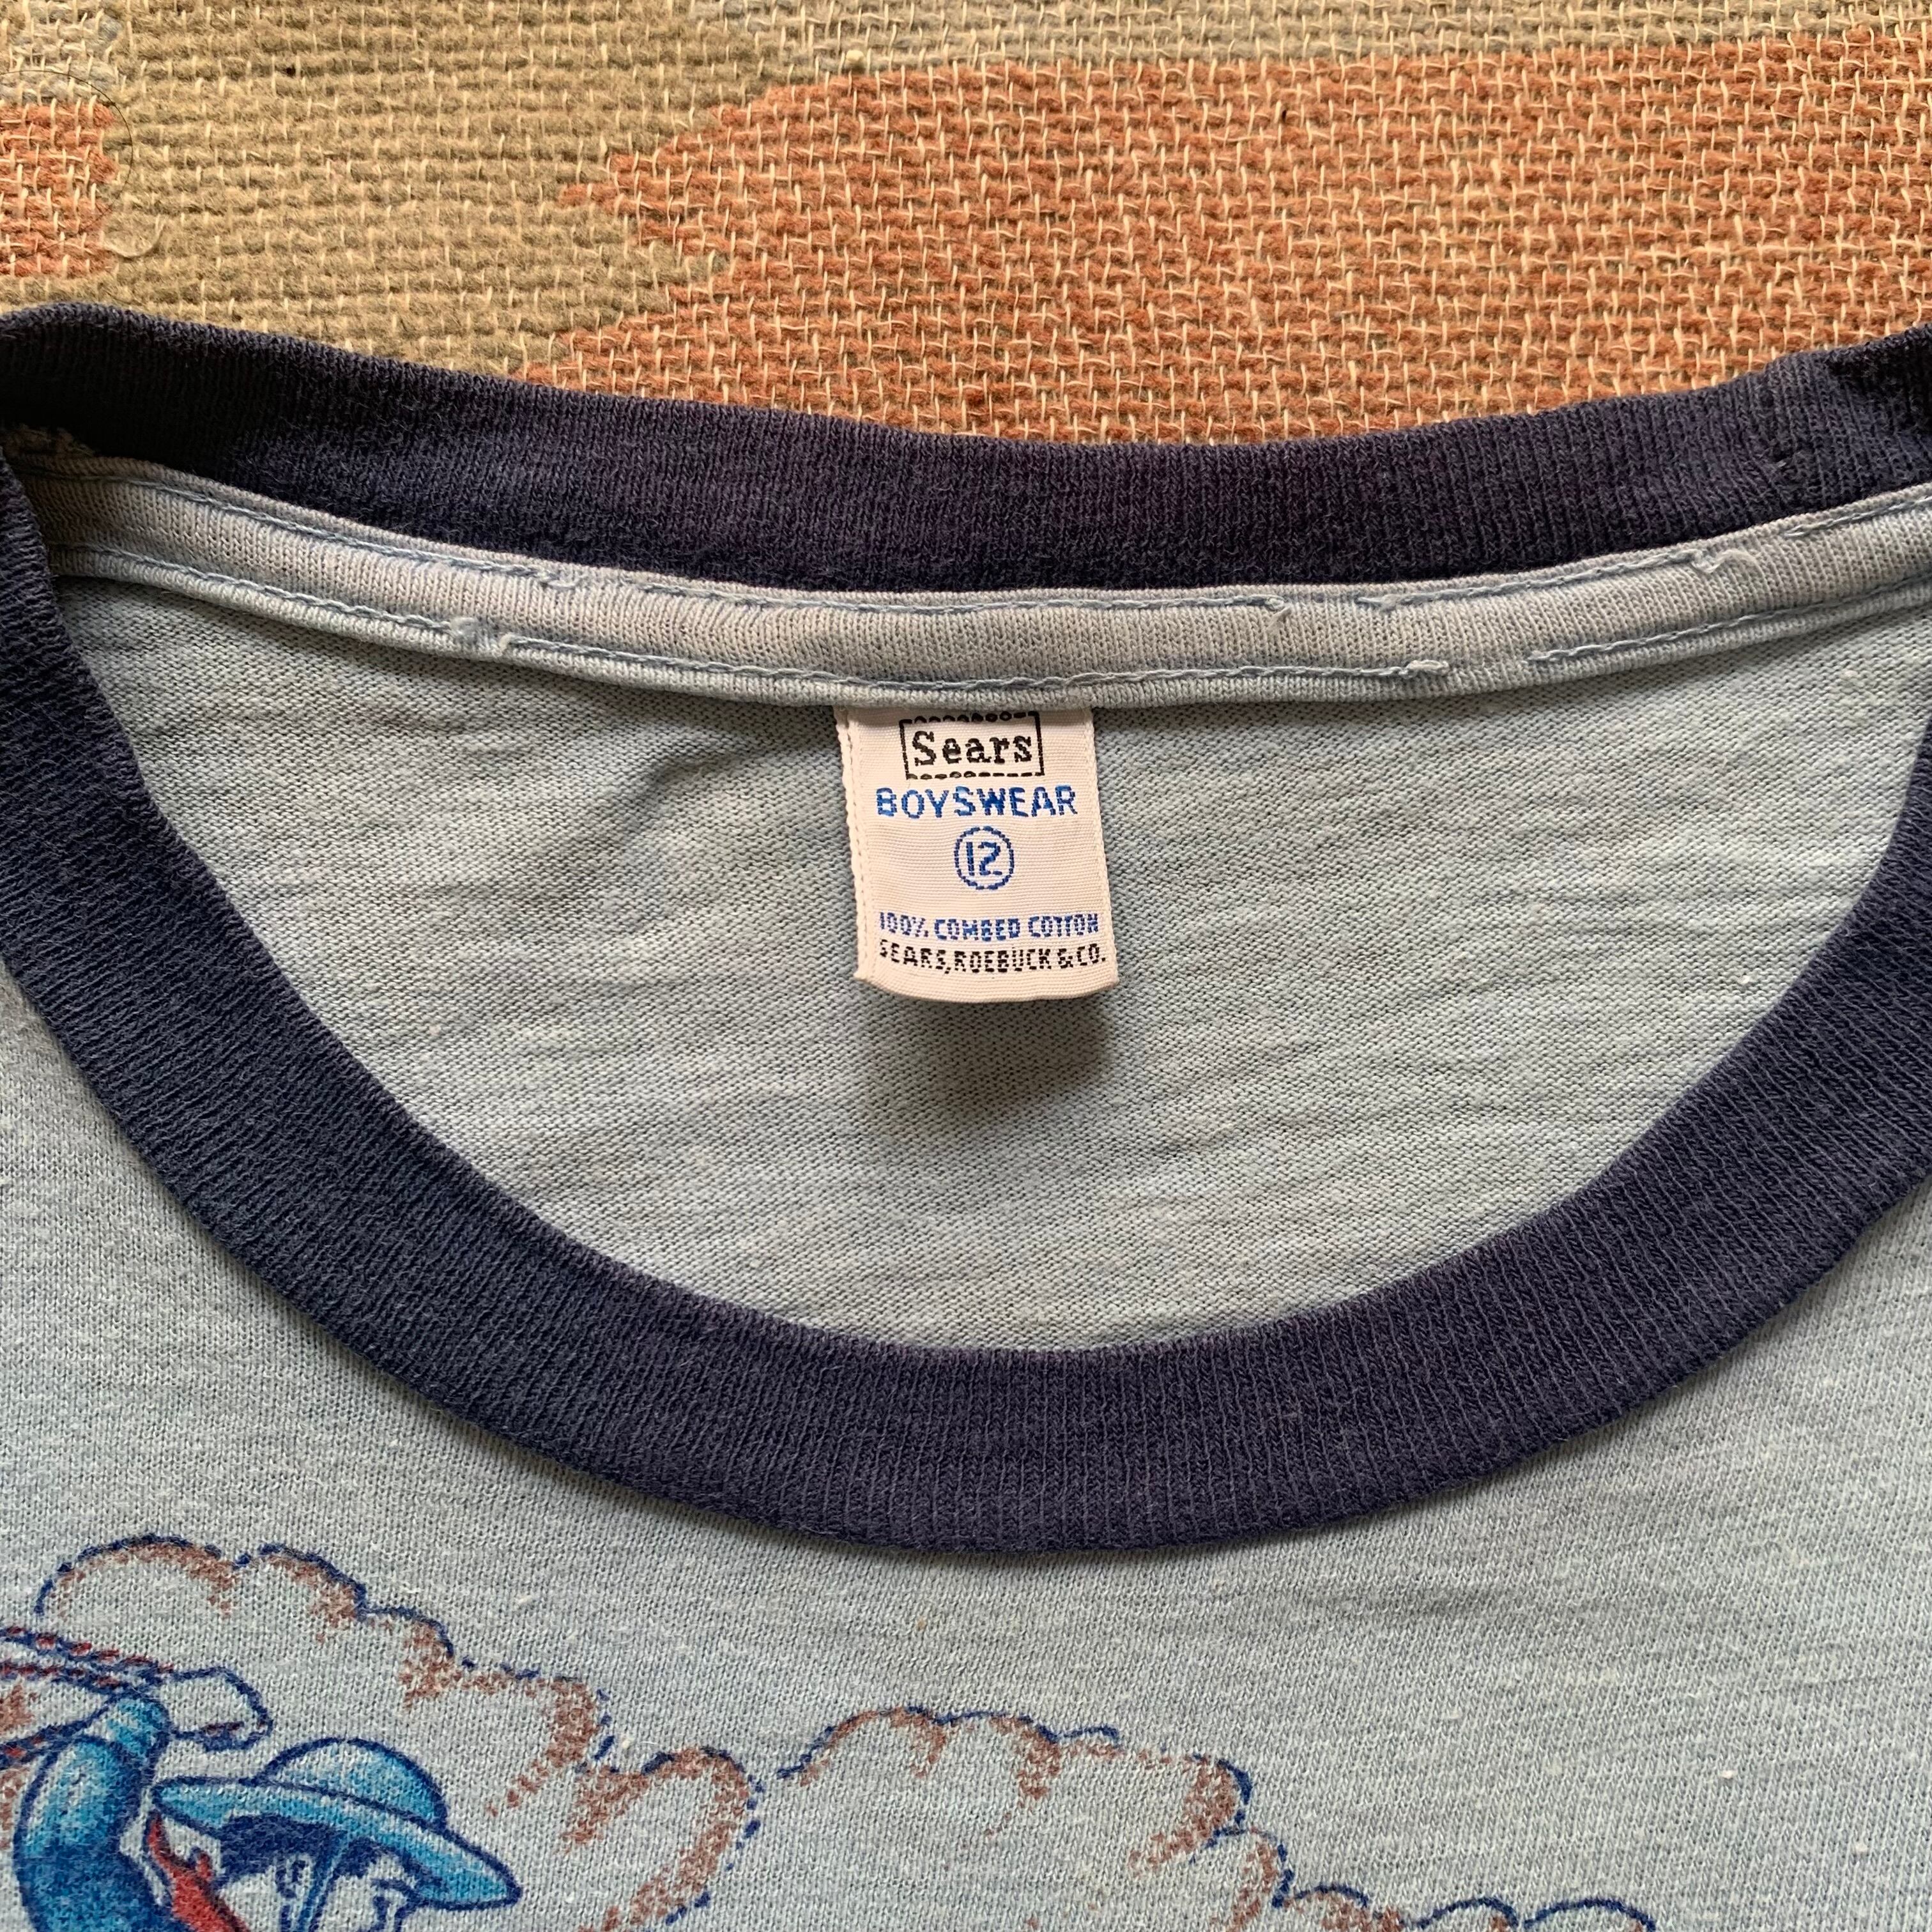 Sears
BOYSWEAR
12
100% COMBED COTTON
SEARS, ROEBUCK & CO.